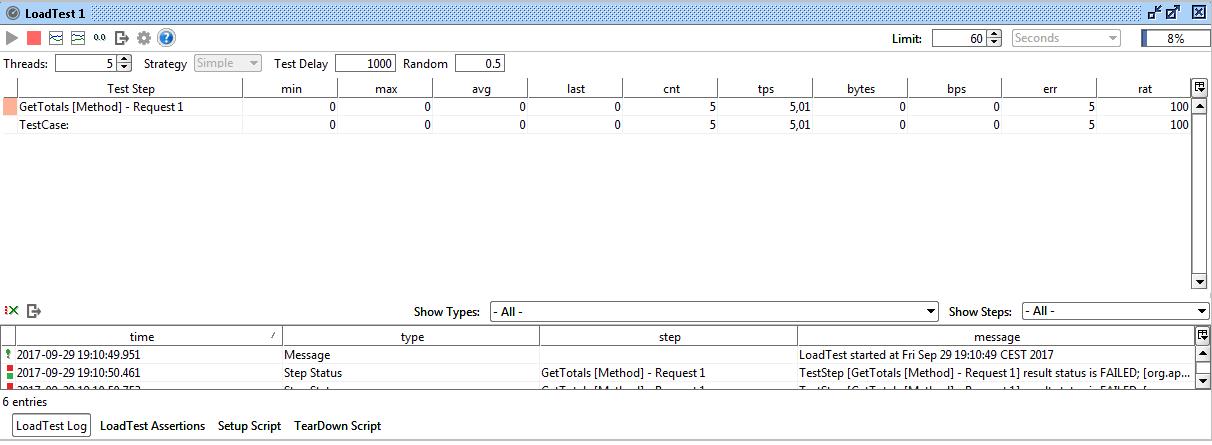 LoadTest 1
0.0 Limit: 60 Seconds 8%
Threads: 5 Strategy Simple Test Delay 1000 Random 0.5
Test Step min max avg last cnt tps bytes bps err rat
GetTotals [Method] - Request 1 0 0 0 0 5 5,01 0 0 5 100
TestCase: 0 0 0 0 5 5,01 0 0 5 100
Show Types: - All - Show Steps: - All -
time type step message
2017-09-29 19:10:49.951 Message LoadTest started at Fri Sep 29 19:10:49 CEST 2017
2017-09-29 19:10:50.461 Step Status GetTotals [Method] - Request 1 TestStep [GetTotals [Method] - Request 1] result status is FAILED; [org.ap...
6 entries
LoadTest Log LoadTest Assertions Setup Script TearDown Script